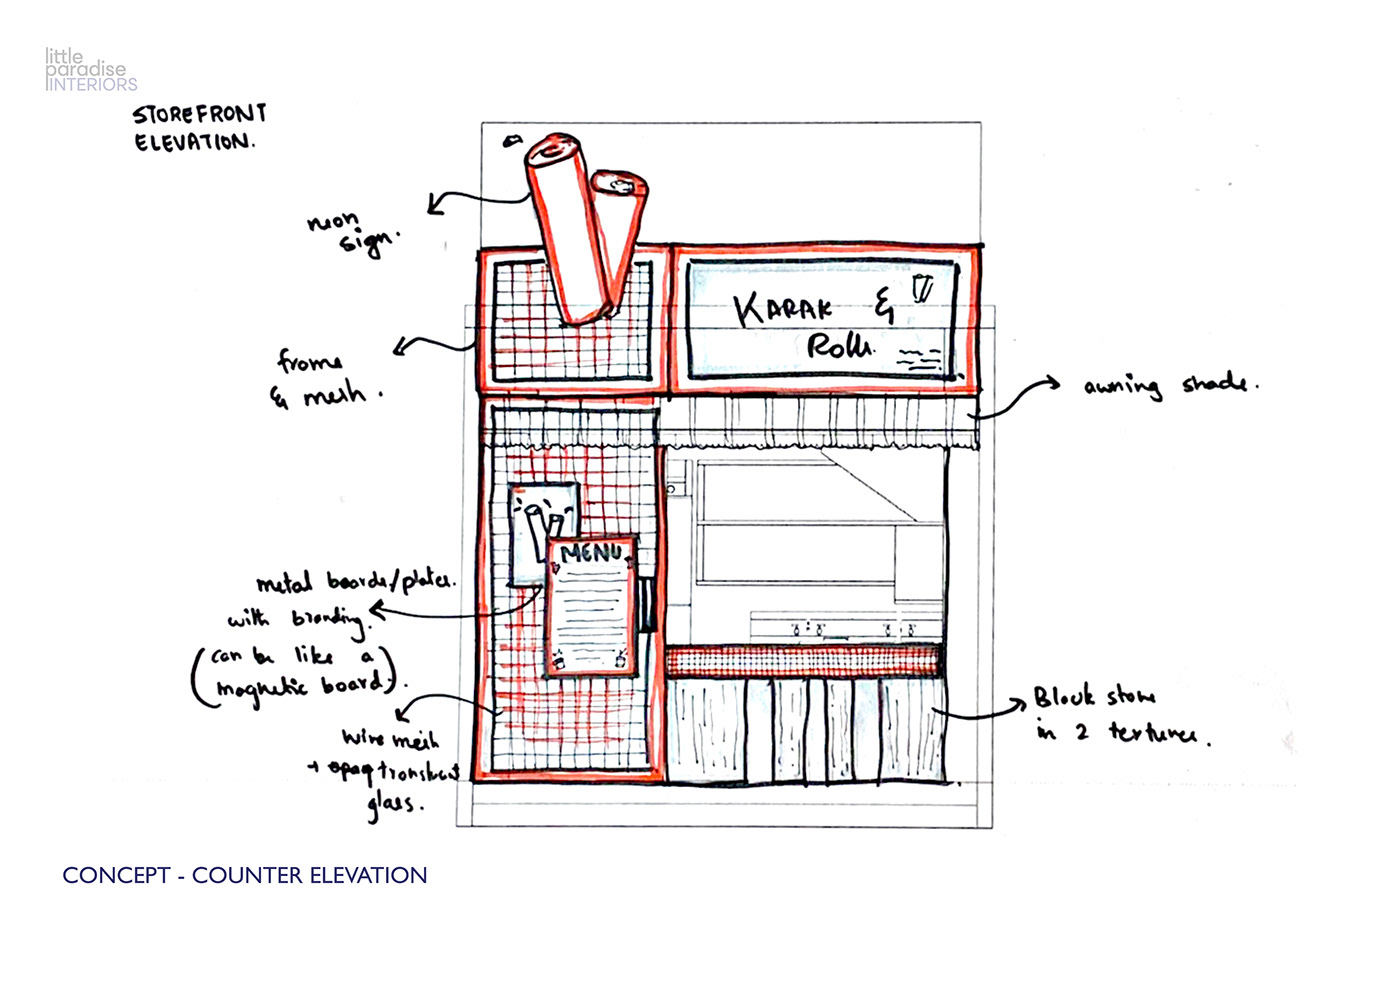 little
paradise
INTERIORS
STOREFRONT
ELEVATION.
neon
sign.
frame
& mesh.
KARAK &
Rolls.
awning shade.
MENU
metal boards/plates.
with branding.
(can be like a
magnetic board).
wire mesh
+ translucent
glass.
Block stone
in 2 textures.
CONCEPT - COUNTER ELEVATION